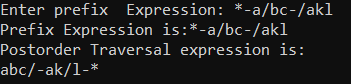 Enter prefix  Expression: *-a/bc-/akl
Prefix Expression is:*-a/bc-/akl
Postorder Traversal expression is:
abc/-ak/l-*